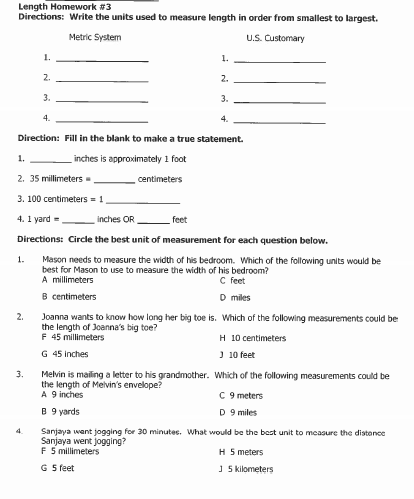 Length Homework #3
Directions: Write the units used to measure length in order from smallest to largest.
Metric System U.S. Customary
1. ____________ 1. ____________
2. ____________ 2. ____________
3. ____________ 3. ____________
4. ____________ 4. ____________
Direction: Fill in the blank to make a true statement.
1. ________ inches is approximately 1 foot
2. 35 millimeters = ________ centimeters
3. 100 centimeters = 1 ______________
4. 1 yard = ______ inches OR ______ feet
Directions: Circle the best unit of measurement for each question below.
1. Mason needs to measure the width of his bedroom. Which of the following units would be
best for Mason to use to measure the width of his bedroom?
A millimeters C feet
B centimeters D miles
2. Joanna wants to know how long her big toe is. Which of the following measurements could be
the length of Joanna's big toe?
F 45 millimeters H 10 centimeters
G 45 inches J 10 feet
3. Melvin is mailing a letter to his grandmother. Which of the following measurements could be
the length of Melvin's envelope?
A 9 inches C 9 meters
B 9 yards D 9 miles
4. Sanjaya went jogging for 30 minutes. What would be the best unit to measure the distance
Sanjaya went jogging?
F 5 millimeters H 5 meters
G 5 feet J 5 kilometers